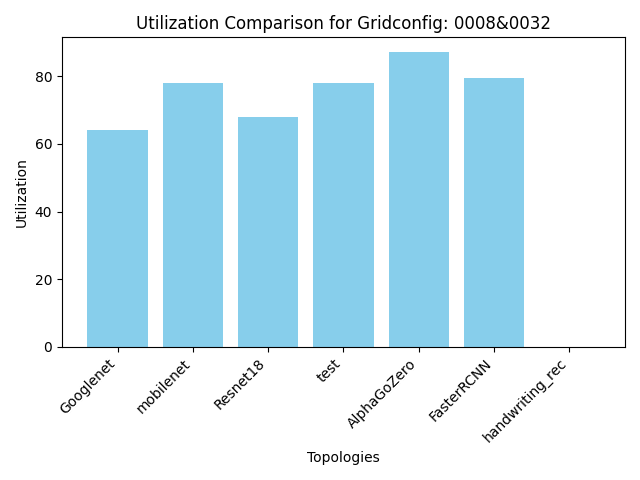 Utilization Comparison for Gridconfig: 0008&0032
80
60
40
20
0
Utilization
Googlenet
mobilenet
Resnet18
test
AlphaGoZero
FasterRCNN
handwriting_rec
Topologies